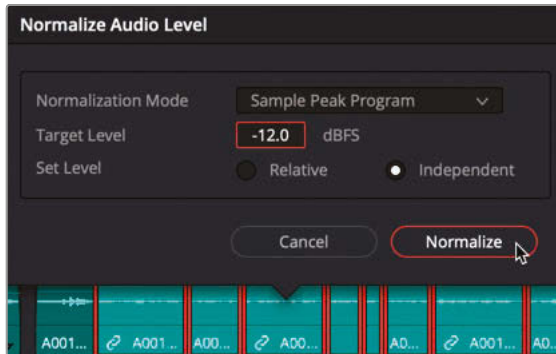 Normalize Audio Level
Normalization Mode Sample Peak Program
Target Level -12.0 dBFS
Set Level Relative Independent
Cancel Normalize
A001... A001... A00... A00... AD... A001... A0...